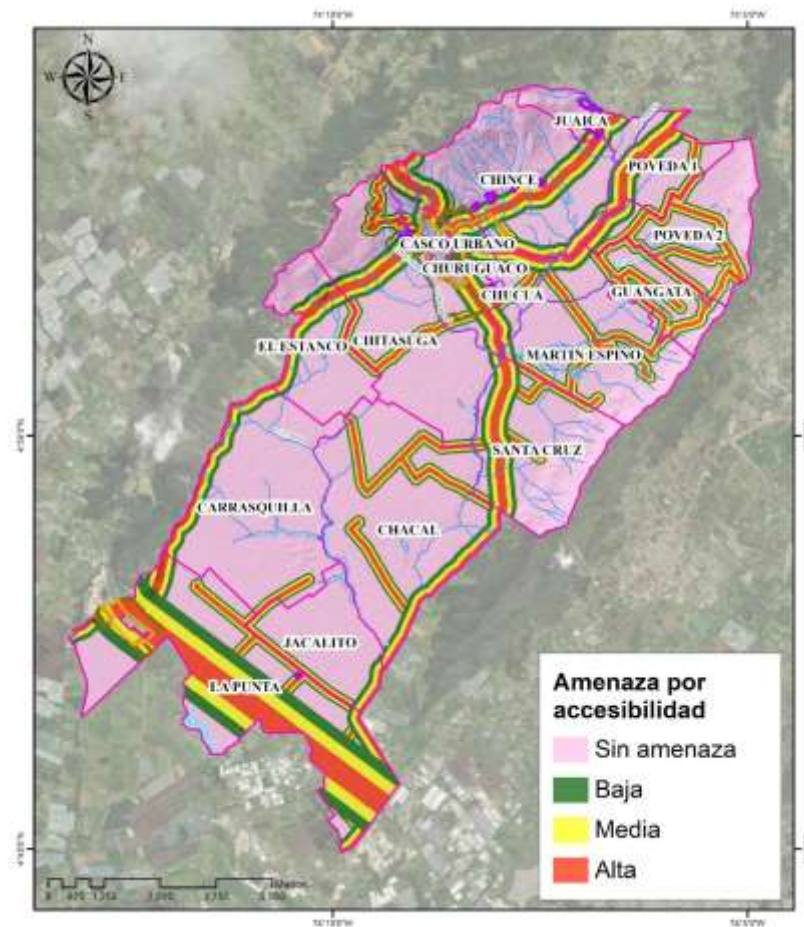 N
W
E
S
JUAICA
CHINCE
POVEDA 1
CASCO URBANO
POVEDA 2
CHURUGUACO
CHUCUA
GUANGATA
EL ESTANCO
CHITASUGA
MARTIN ESPINO
SANTA CRUZ
CARRASQUILLA
CHACAL
JACALITO
LA PUNTA
Amenaza por
accesibilidad
Sin amenaza
Baja
Media
Alta